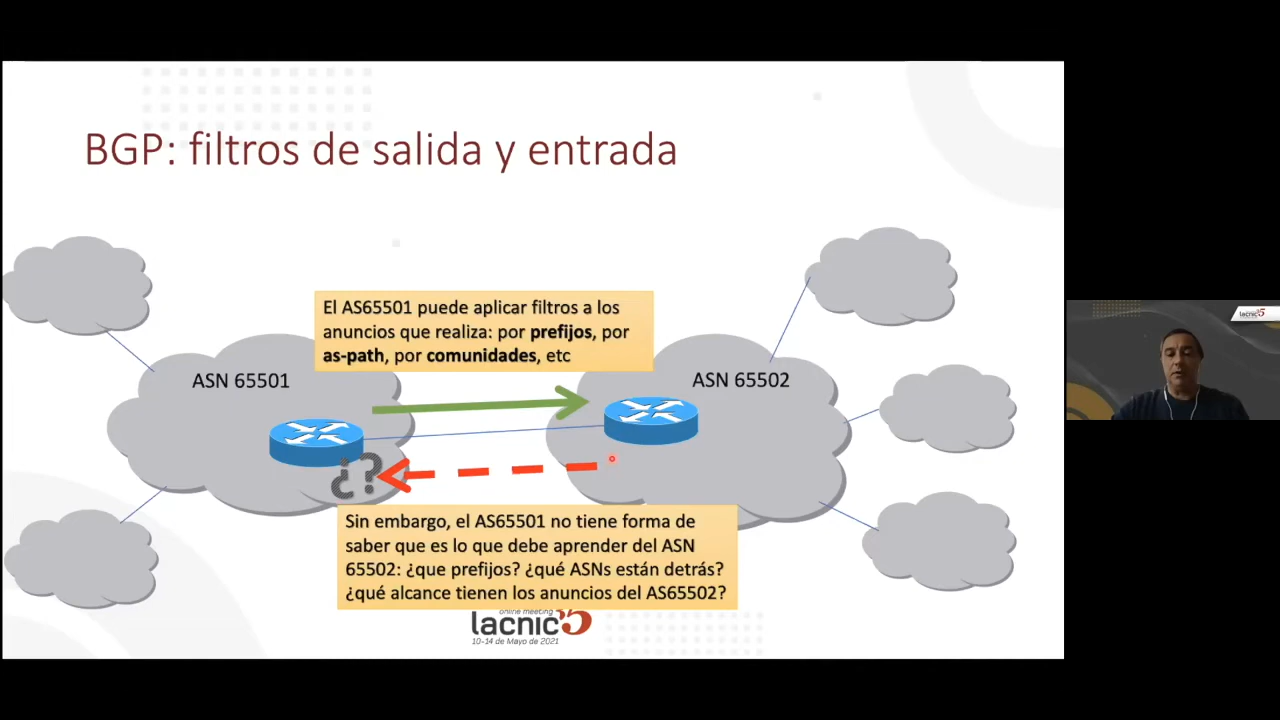 BGP: filtros de salida y entrada
El AS65501 puede aplicar filtros a los
anuncios que realiza: por prefijos, por
as-path, por comunidades, etc
ASN 65501
ASN 65502
¿?
Sin embargo, el AS65501 no tiene forma de
saber que es lo que debe aprender del ASN
65502: ¿que prefijos? ¿qué ASNs están detrás?
¿qué alcance tienen los anuncios del AS65502?
online meeting
lacnic35
10-14 de Mayo de 2021
lacnic35